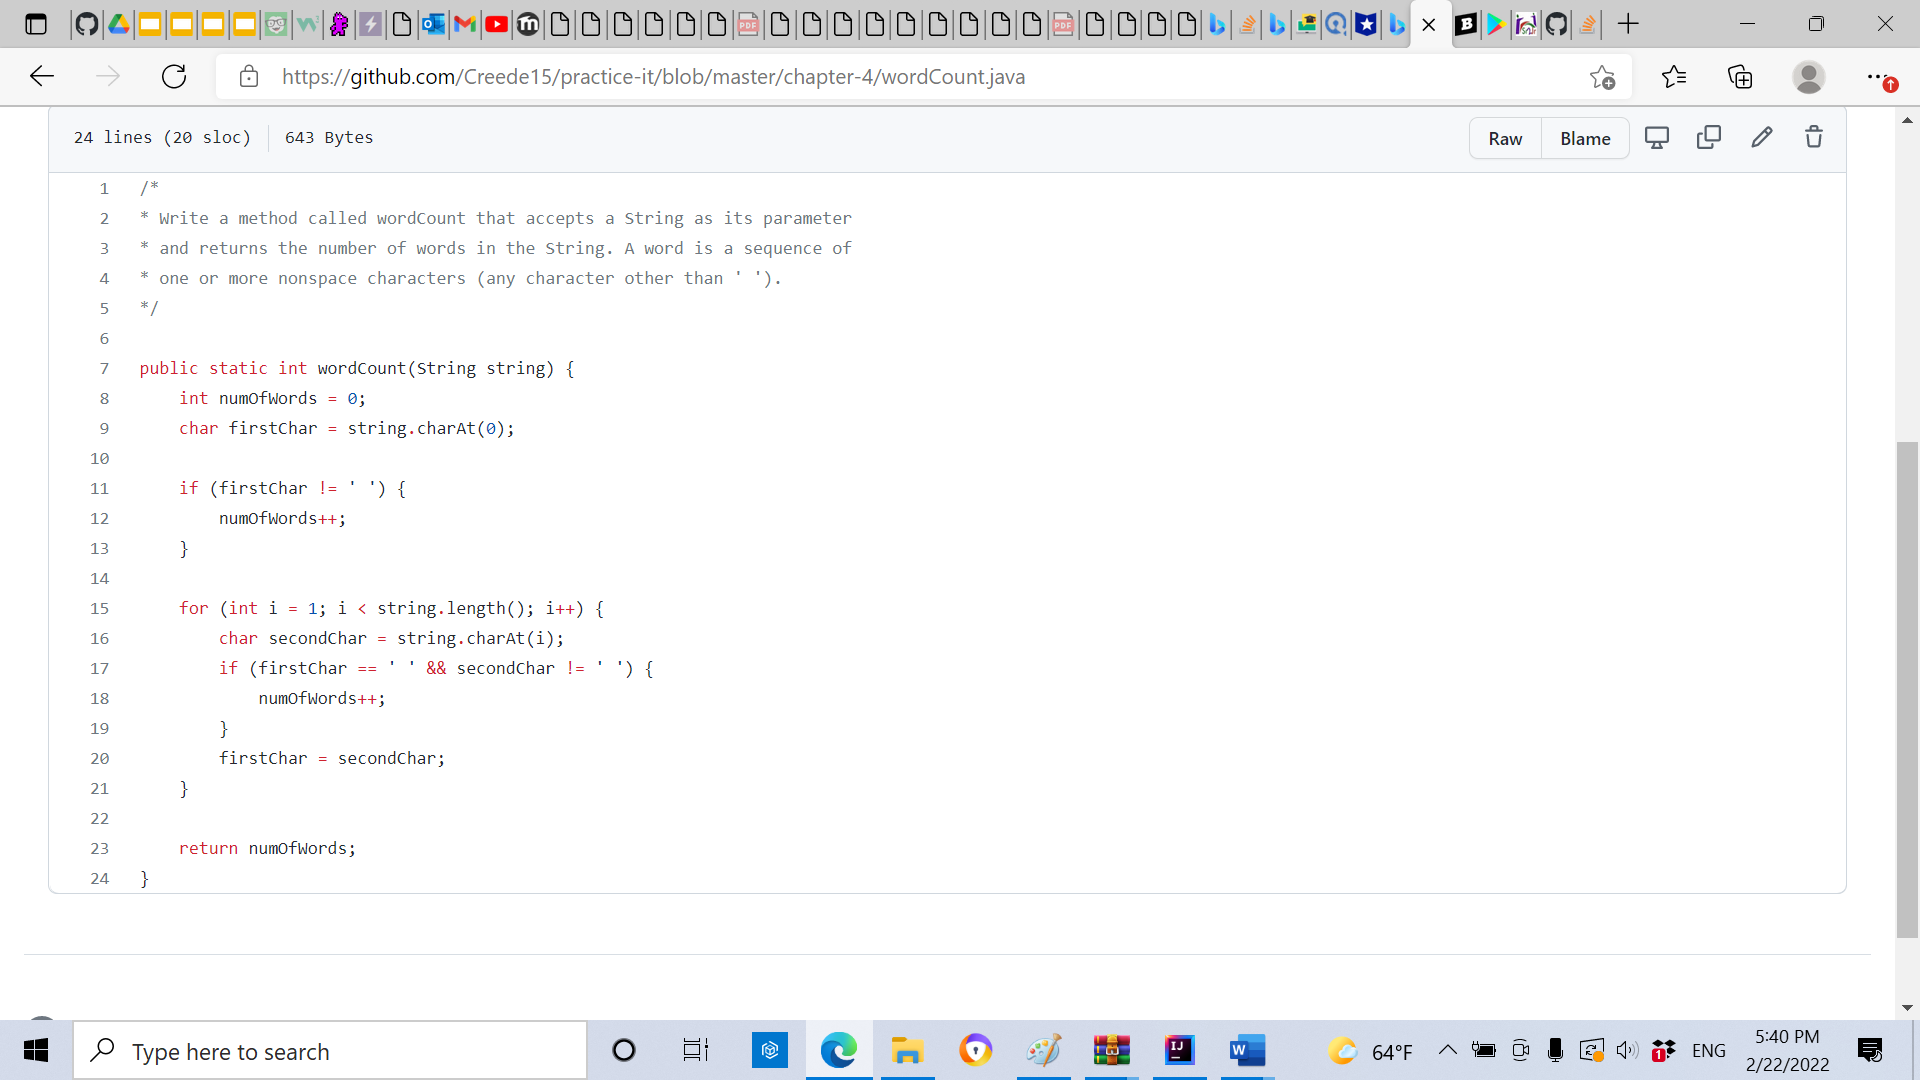 https://github.com/Creede15/practice-it/blob/master/chapter-4/wordCount.java
24 lines (20 sloc) 643 Bytes Raw Blame
1 /*
2 * Write a method called wordCount that accepts a String as its parameter
3 * and returns the number of words in the String. A word is a sequence of
4 * one or more nonspace characters (any character other than ' ').
5 */
6
7 public static int wordCount(String string) {
8 int numOfWords = 0;
9 char firstChar = string.charAt(0);
10
11 if (firstChar != ' ') {
12 numOfWords++;
13 }
14
15 for (int i = 1; i < string.length(); i++) {
16 char secondChar = string.charAt(i);
17 if (firstChar == ' ' && secondChar != ' ') {
18 numOfWords++;
19 }
20 firstChar = secondChar;
21 }
22
23 return numOfWords;
24 }
Type here to search 64°F ENG 5:40 PM
2/22/2022